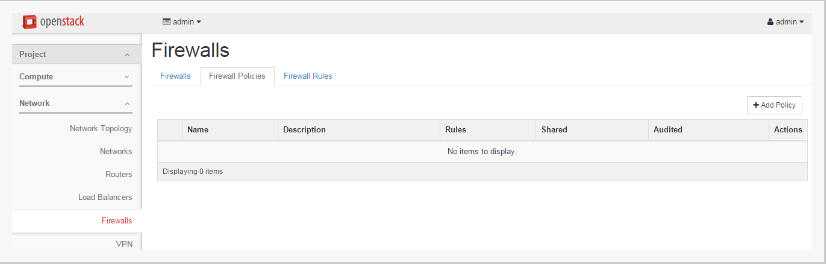 openstack admin admin
Project
Compute
Network
Network Topology
Networks
Routers
Load Balancers
Firewalls
VPN
Firewalls
Firewalls Firewall Policies Firewall Rules
+ Add Policy
Name Description Rules Shared Audited Actions
No items to display.
Displaying 0 items